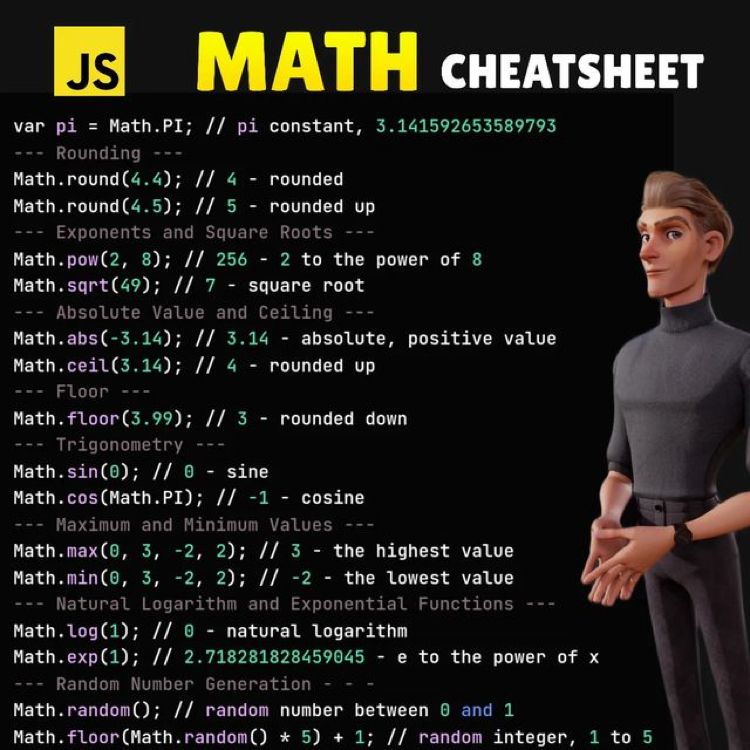 JS MATH CHEATSHEET
var pi = Math.PI; // pi constant, 3.141592653589793
--- Rounding ---
Math.round(4.4); // 4 - rounded
Math.round(4.5); // 5 - rounded up
--- Exponents and Square Roots ---
Math.pow(2, 8); // 256 - 2 to the power of 8
Math.sqrt(49); // 7 - square root
--- Absolute Value and Ceiling ---
Math.abs(-3.14); // 3.14 - absolute, positive value
Math.ceil(3.14); // 4 - rounded up
--- Floor ---
Math.floor(3.99); // 3 - rounded down
--- Trigonometry ---
Math.sin(0); // 0 - sine
Math.cos(Math.PI); // -1 - cosine
--- Maximum and Minimum Values ---
Math.max(0, 3, -2, 2); // 3 - the highest value
Math.min(0, 3, -2, 2); // -2 - the lowest value
--- Natural Logarithm and Exponential Functions ---
Math.log(1); // 0 - natural logarithm
Math.exp(1); // 2.718281828459045 - e to the power of x
--- Random Number Generation - - -
Math.random(); // random number between 0 and 1
Math.floor(Math.random() * 5) + 1; // random integer, 1 to 5